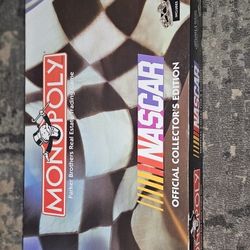 MONOPOLY
Parker Brothers Real Estate Trading Game
NASCAR
OFFICIAL COLLECTOR'S EDITION
NASCAR
MONOPOLY